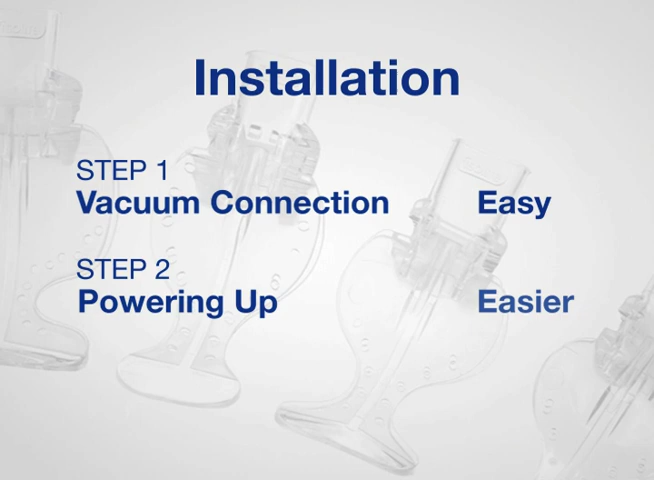 Installation
STEP 1
Vacuum Connection Easy
STEP 2
Powering Up Easier